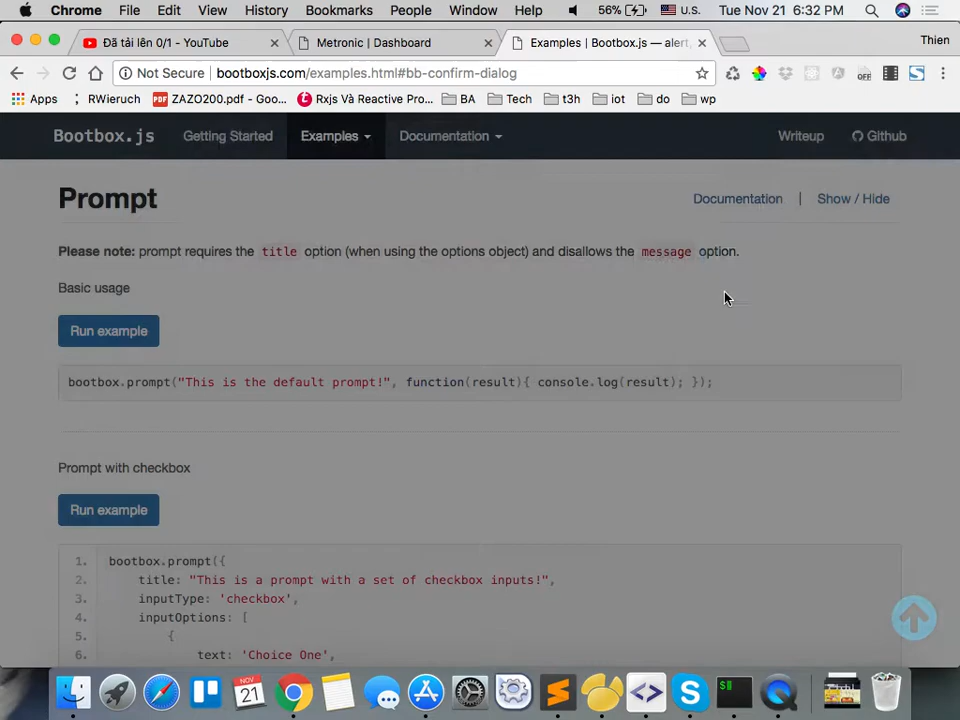 Chrome File Edit View History Bookmarks People Window Help 56% U.S. Tue Nov 21 6:32 PM
Đã tải lên 0/1 - YouTube Metronic | Dashboard Examples | Bootbox.js — alert, Thien
Not Secure bootboxjs.com/examples.html#bb-confirm-dialog
Apps RWieruch ZAZO200.pdf - Goo... Rxjs Và Reactive Pro... BA Tech t3h iot do wp
Bootbox.js Getting Started Examples Documentation Writeup Github
Prompt Documentation | Show / Hide
Please note: prompt requires the title option (when using the options object) and disallows the message option.
Basic usage
Run example
bootbox.prompt("This is the default prompt!", function(result){ console.log(result); });
Prompt with checkbox
Run example
1. bootbox.prompt({
2. title: "This is a prompt with a set of checkbox inputs!",
3. inputType: 'checkbox',
4. inputOptions: [
5. {
6. text: 'Choice One',
NOV
21